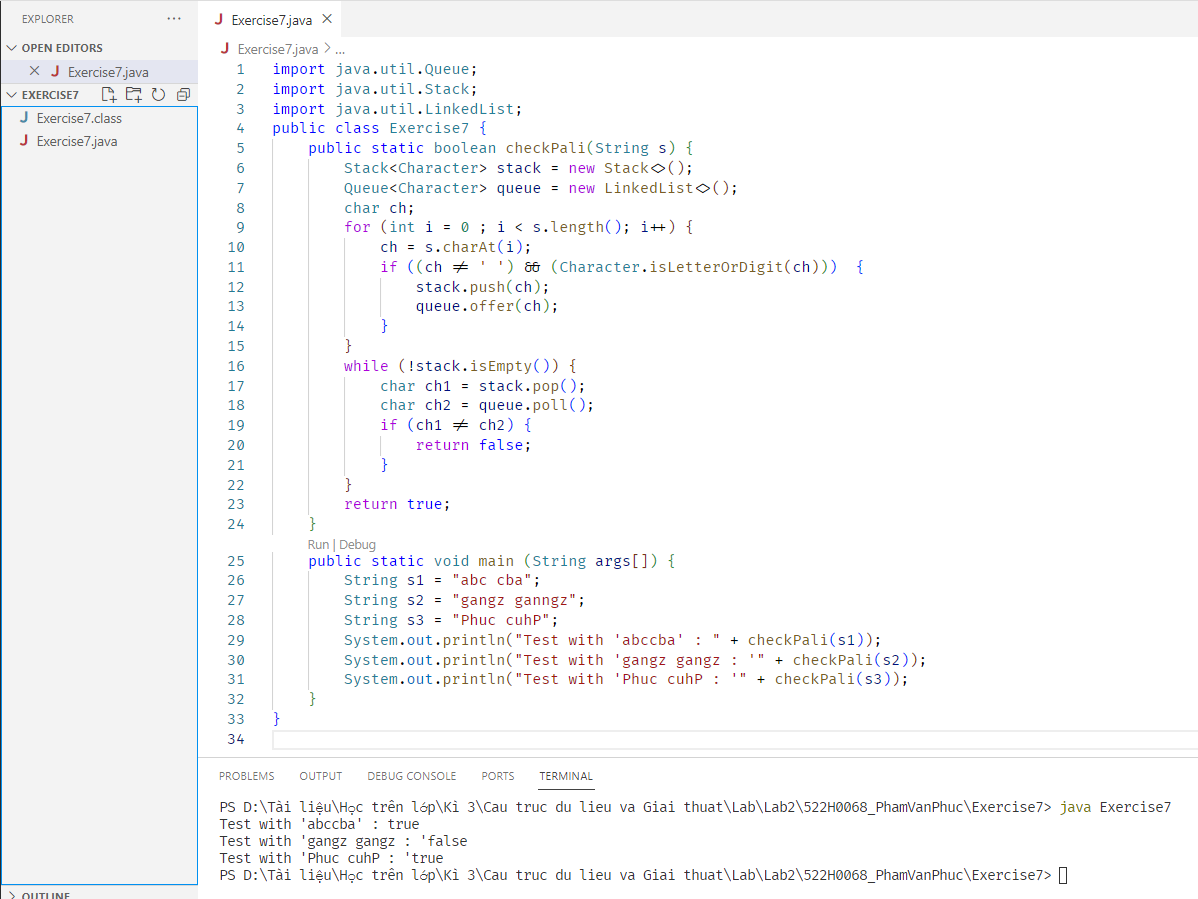 EXPLORER ...
OPEN EDITORS
Exercise7.java
EXERCISE7
Exercise7.class
Exercise7.java
OUTLINE
Exercise7.java
Exercise7.java > ...
1 import java.util.Queue;
2 import java.util.Stack;
3 import java.util.LinkedList;
4 public class Exercise7 {
5 public static boolean checkPali(String s) {
6 Stack<Character> stack = new Stack<>();
7 Queue<Character> queue = new LinkedList<>();
8 char ch;
9 for (int i = 0 ; i < s.length(); i++) {
10 ch = s.charAt(i);
11 if ((ch != ' ') && (Character.isLetterOrDigit(ch))) {
12 stack.push(ch);
13 queue.offer(ch);
14 }
15 }
16 while (!stack.isEmpty()) {
17 char ch1 = stack.pop();
18 char ch2 = queue.poll();
19 if (ch1 != ch2) {
20 return false;
21 }
22 }
23 return true;
24 }
Run | Debug
25 public static void main (String args[]) {
26 String s1 = "abc cba";
27 String s2 = "gangz ganngz";
28 String s3 = "Phuc cuhP";
29 System.out.println("Test with 'abccba' : " + checkPali(s1));
30 System.out.println("Test with 'gangz gangz : '" + checkPali(s2));
31 System.out.println("Test with 'Phuc cuhP : '" + checkPali(s3));
32 }
33 }
34
PROBLEMS OUTPUT DEBUG CONSOLE PORTS TERMINAL
PS D:\Tài liệu\Học trên lớp\Kì 3\Cau truc du lieu va Giai thuat\Lab\Lab2\522H0068_PhamVanPhuc\Exercise7> java Exercise7
Test with 'abccba' : true
Test with 'gangz gangz : 'false
Test with 'Phuc cuhP : 'true
PS D:\Tài liệu\Học trên lớp\Kì 3\Cau truc du lieu va Giai thuat\Lab\Lab2\522H0068_PhamVanPhuc\Exercise7>